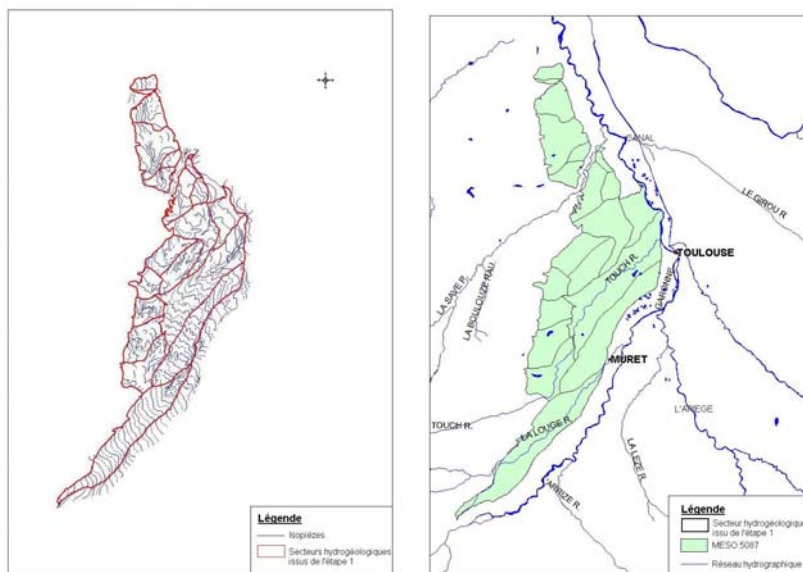 Légende
Isopièzes
Secteurs hydrogéologiques
issus de l'étape 1
CANAL
LE GIROU R.
TOULOUSE
TOUCH R.
GARONNE
LA SAVE R.
LA BOULOUZE RAU.
MURET
L'ARIEGE
TOUCH R.
LA LOUGE R.
LA LEZE R.
L'ARIZE R.
Légende
Secteur hydrogéologique
issu de l'étape 1
MESO 5087
Réseau hydrographique